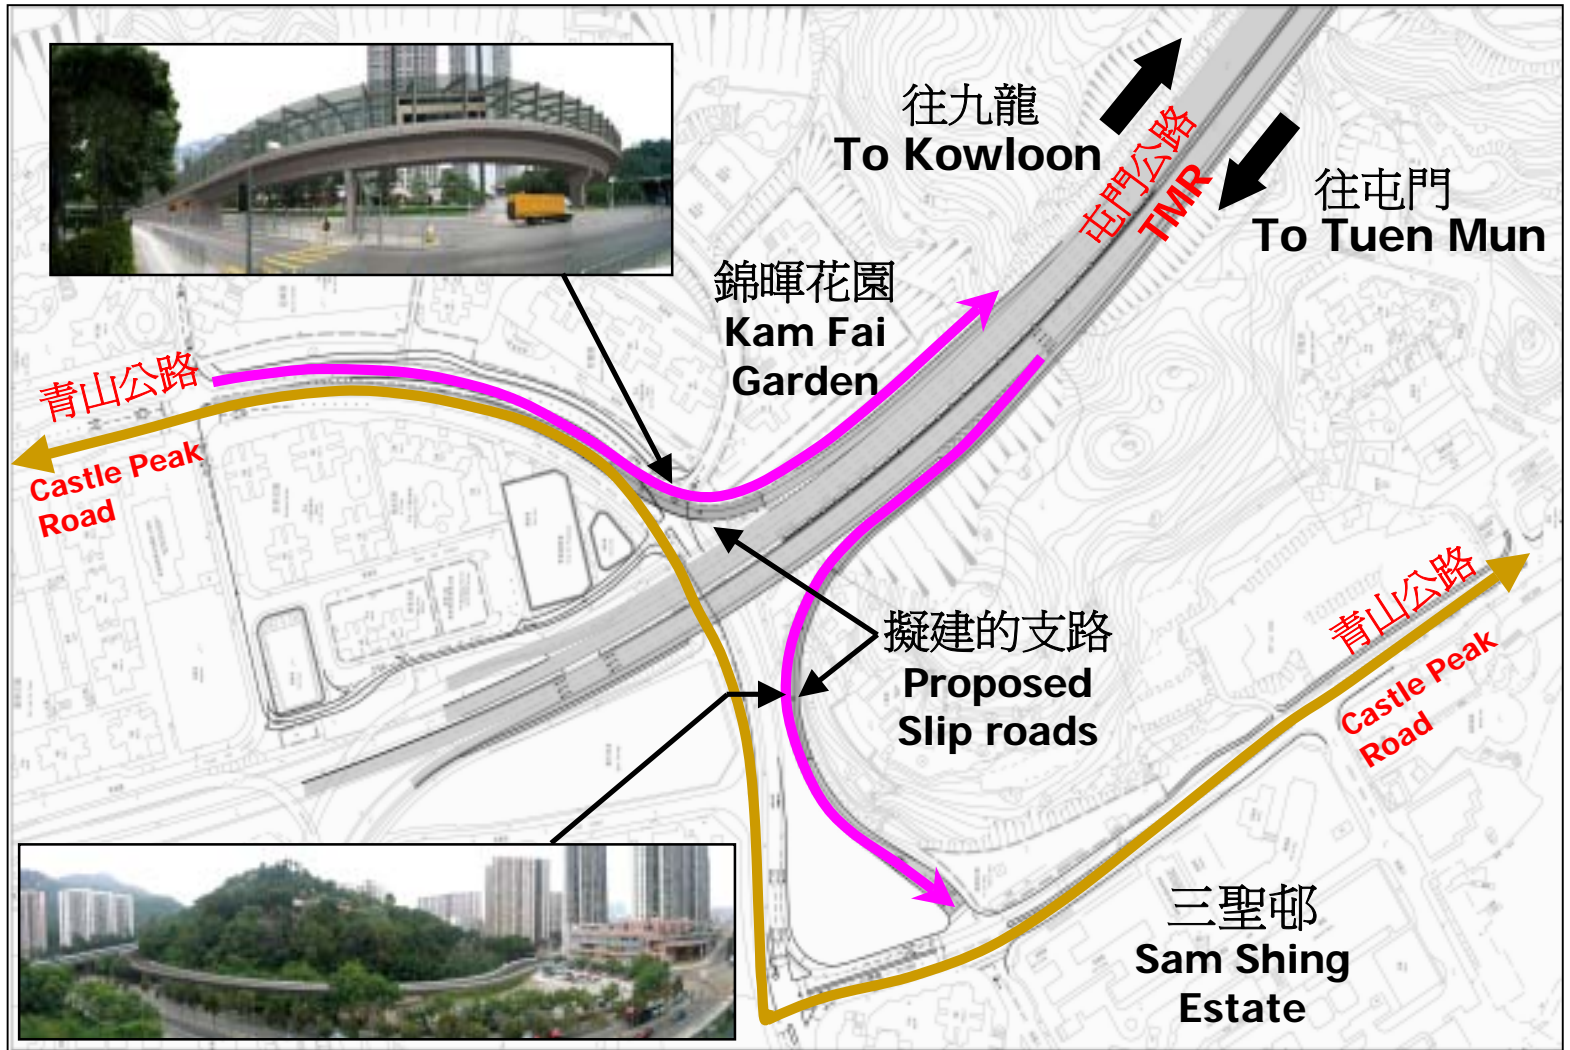 往九龍
To Kowloon
屯門公路
TMR
往屯門
To Tuen Mun
錦暉花園
Kam Fai
Garden
青山公路
Castle Peak
Road
擬建的支路
Proposed
Slip roads
青山公路
Castle Peak
Road
三聖邨
Sam Shing
Estate